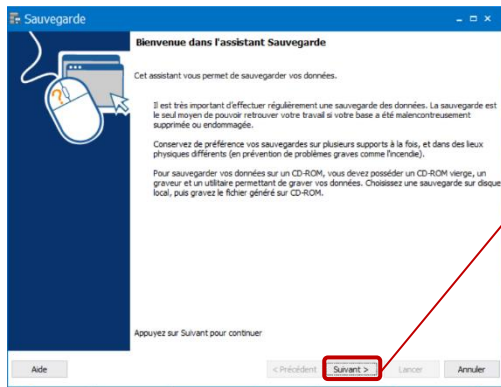 Sauvegarde
Bienvenue dans l'assistant Sauvegarde
Cet assistant vous permet de sauvegarder vos données.
Il est très important d'effectuer régulièrement une sauvegarde des données. La sauvegarde est
le seul moyen de pouvoir retrouver votre travail si votre base a été malencontreusement
supprimée ou endommagée.
Conservez de préférence vos sauvegardes sur plusieurs supports à la fois, et dans des lieux
physiques différents (en prévention de problèmes graves comme l'incendie).
Pour sauvegarder vos données sur un CD-ROM, vous devez posséder un CD-ROM vierge, un
graveur et un utilitaire permettant de graver vos données. Choisissez une sauvegarde sur disque
local, puis gravez le fichier généré sur CD-ROM.
Appuyez sur Suivant pour continuer
Aide < Précédent Suivant > Lancer Annuler